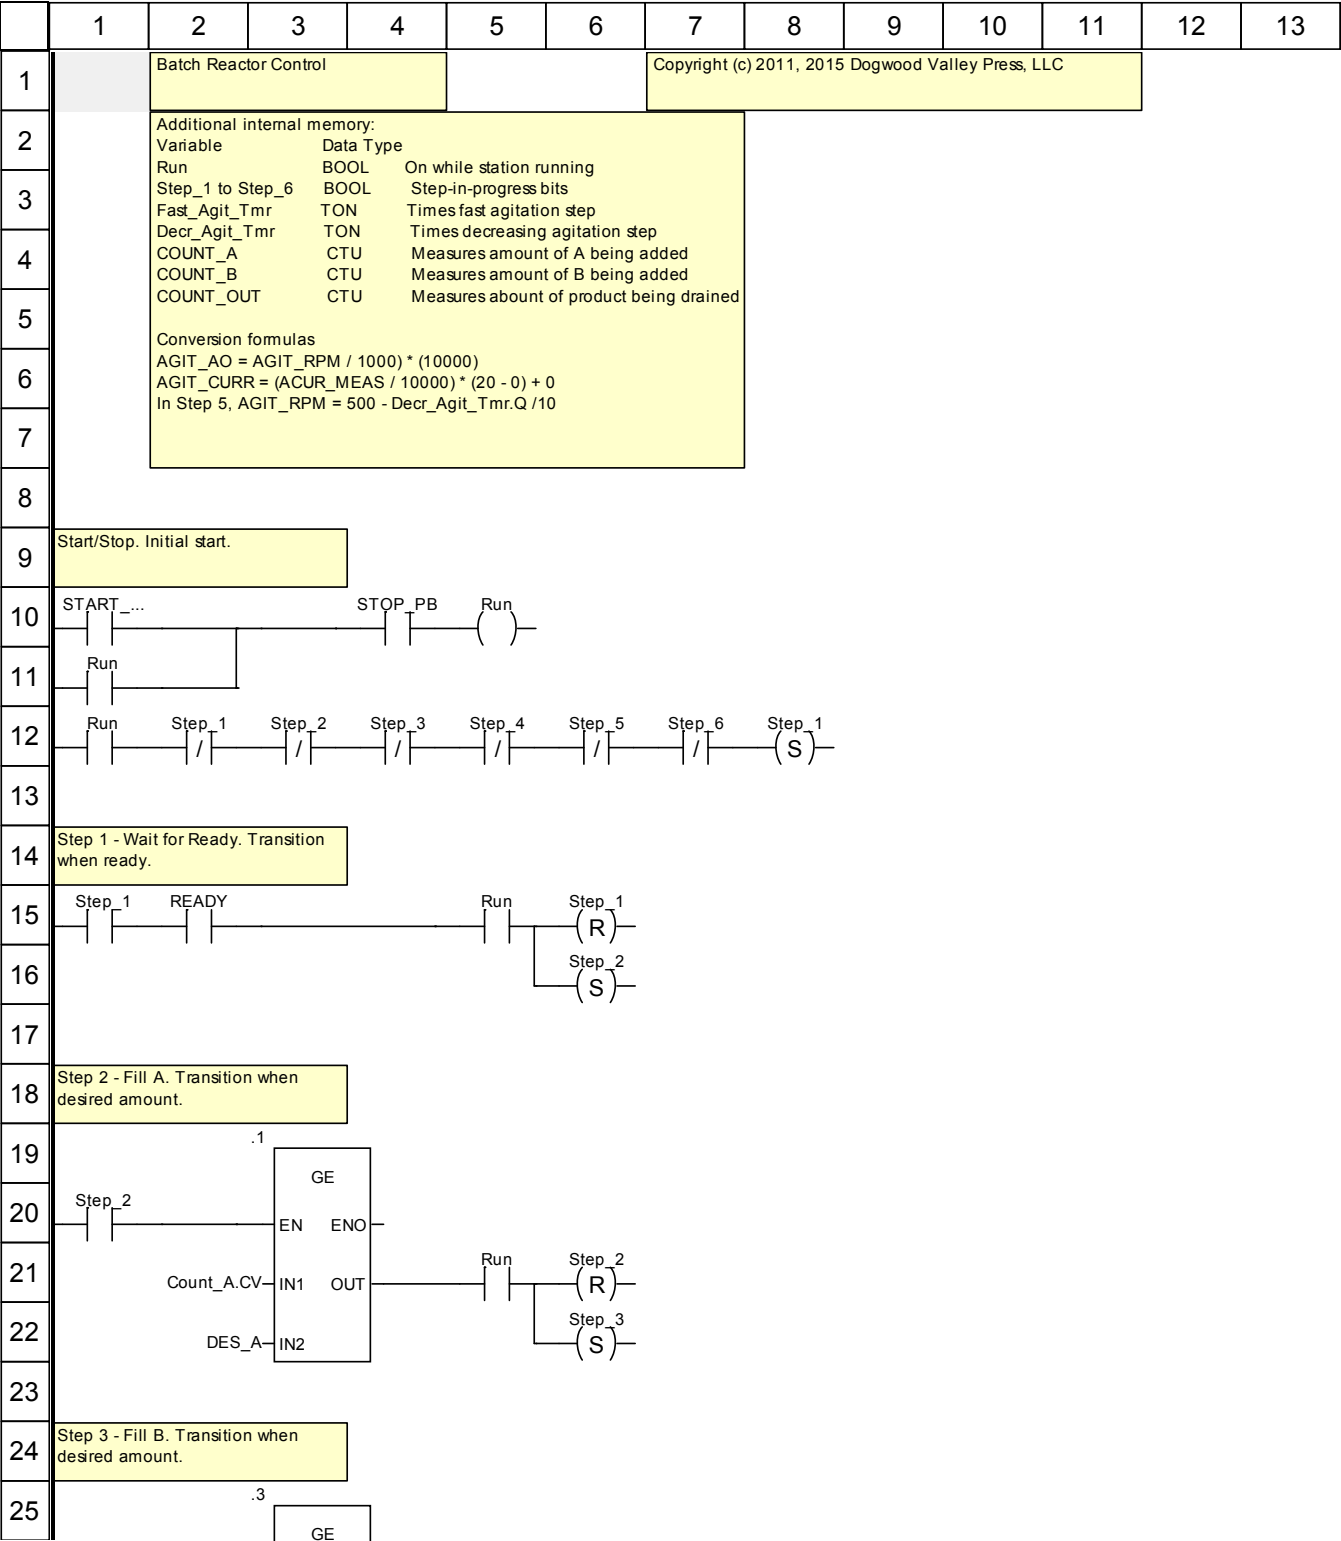 1 2 3 4 5 6 7 8 9 10 11 12 13
1
Batch Reactor Control
Copyright (c) 2011, 2015 Dogwood Valley Press, LLC
2
Additional internal memory:
Variable Data Type
Run BOOL On while station running
3
Step_1 to Step_6 BOOL Step-in-progress bits
Fast_Agit_Tmr TON Times fast agitation step
Decr_Agit_Tmr TON Times decreasing agitation step
4
COUNT_A CTU Measures amount of A being added
COUNT_B CTU Measures amount of B being added
COUNT_OUT CTU Measures abount of product being drained
5
Conversion formulas
AGIT_AO = AGIT_RPM / 1000) * (10000)
6
AGIT_CURR = (ACUR_MEAS / 10000) * (20 - 0) + 0
In Step 5, AGIT_RPM = 500 - Decr_Agit_Tmr.Q /10
7
8
9
Start/Stop. Initial start.
10
START_... STOP_PB Run
11
Run
12
Run Step_1 Step_2 Step_3 Step_4 Step_5 Step_6 Step_1
/ / / / / / S
13
14
Step 1 - Wait for Ready. Transition
when ready.
15
Step_1 READY Run Step_1
R
16
Step_2
S
17
18
Step 2 - Fill A. Transition when
desired amount.
19
.1
GE
20
Step_2
EN ENO
21
Run Step_2
Count_A.CV IN1 OUT R
22
Step_3
DES_A IN2 S
23
24
Step 3 - Fill B. Transition when
desired amount.
25
.3
GE